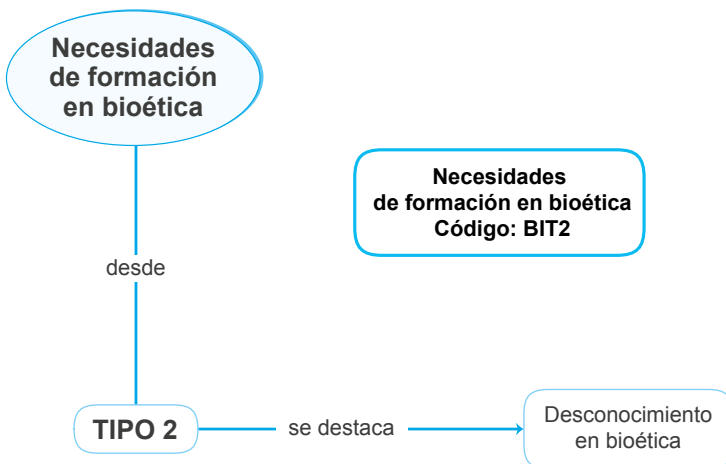 Necesidades
de formación
en bioética
Necesidades
de formación en bioética
Código: BIT2
desde
TIPO 2
se destaca
Desconocimiento
en bioética